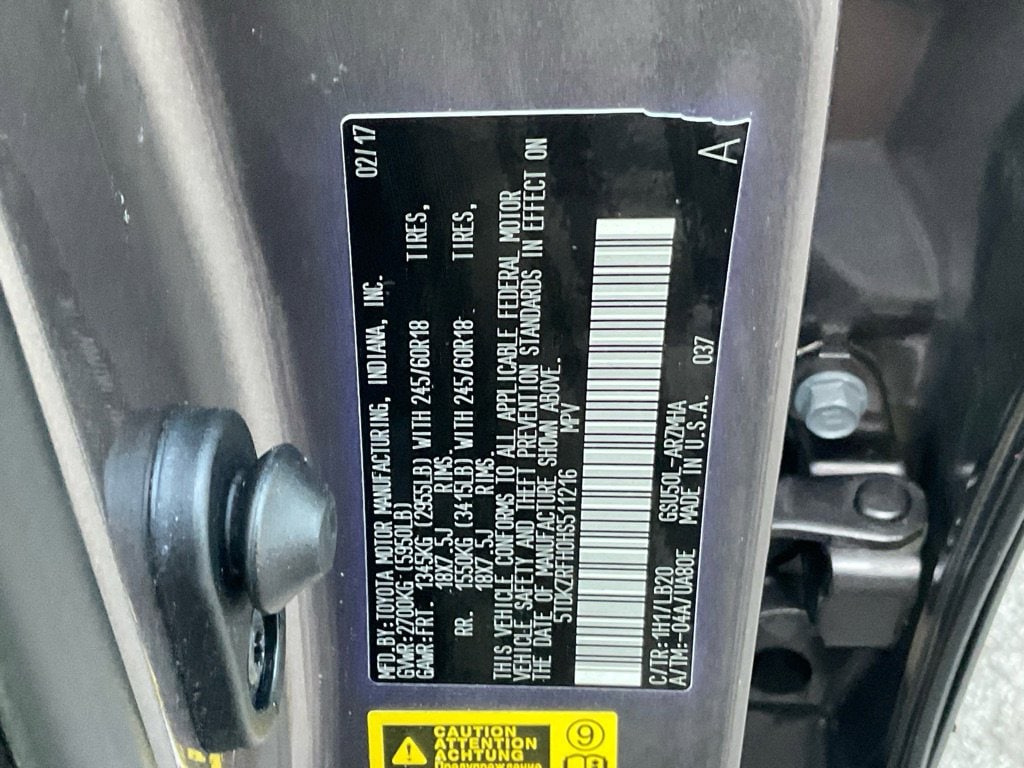 MFD.BY:TOYOTA MOTOR MANUFACTURING, INDIANA, INC. 02/17
GVWR:2700KG (5950LB)
GAWR:FRT. 1345KG (2955LB) WITH 245/60R18 TIRES,
18X7.5J RIMS.
RR. 1550KG (3415LB) WITH 245/60R18 TIRES,
18X7.5J RIMS.
THIS VEHICLE CONFORMS TO ALL APPLICABLE FEDERAL MOTOR
VEHICLE SAFETY AND THEFT PREVENTION STANDARDS IN EFFECT ON
THE DATE OF MANUFACTURE SHOWN ABOVE.
5TDKZRFH0HS511216 MPV
A
C/TR:1H1/LB20 GSU50L-ARZMHA 037
A/TM:-04A/UA80E MADE IN U.S.A.
CAUTION
ATTENTION
ACHTUNG
9